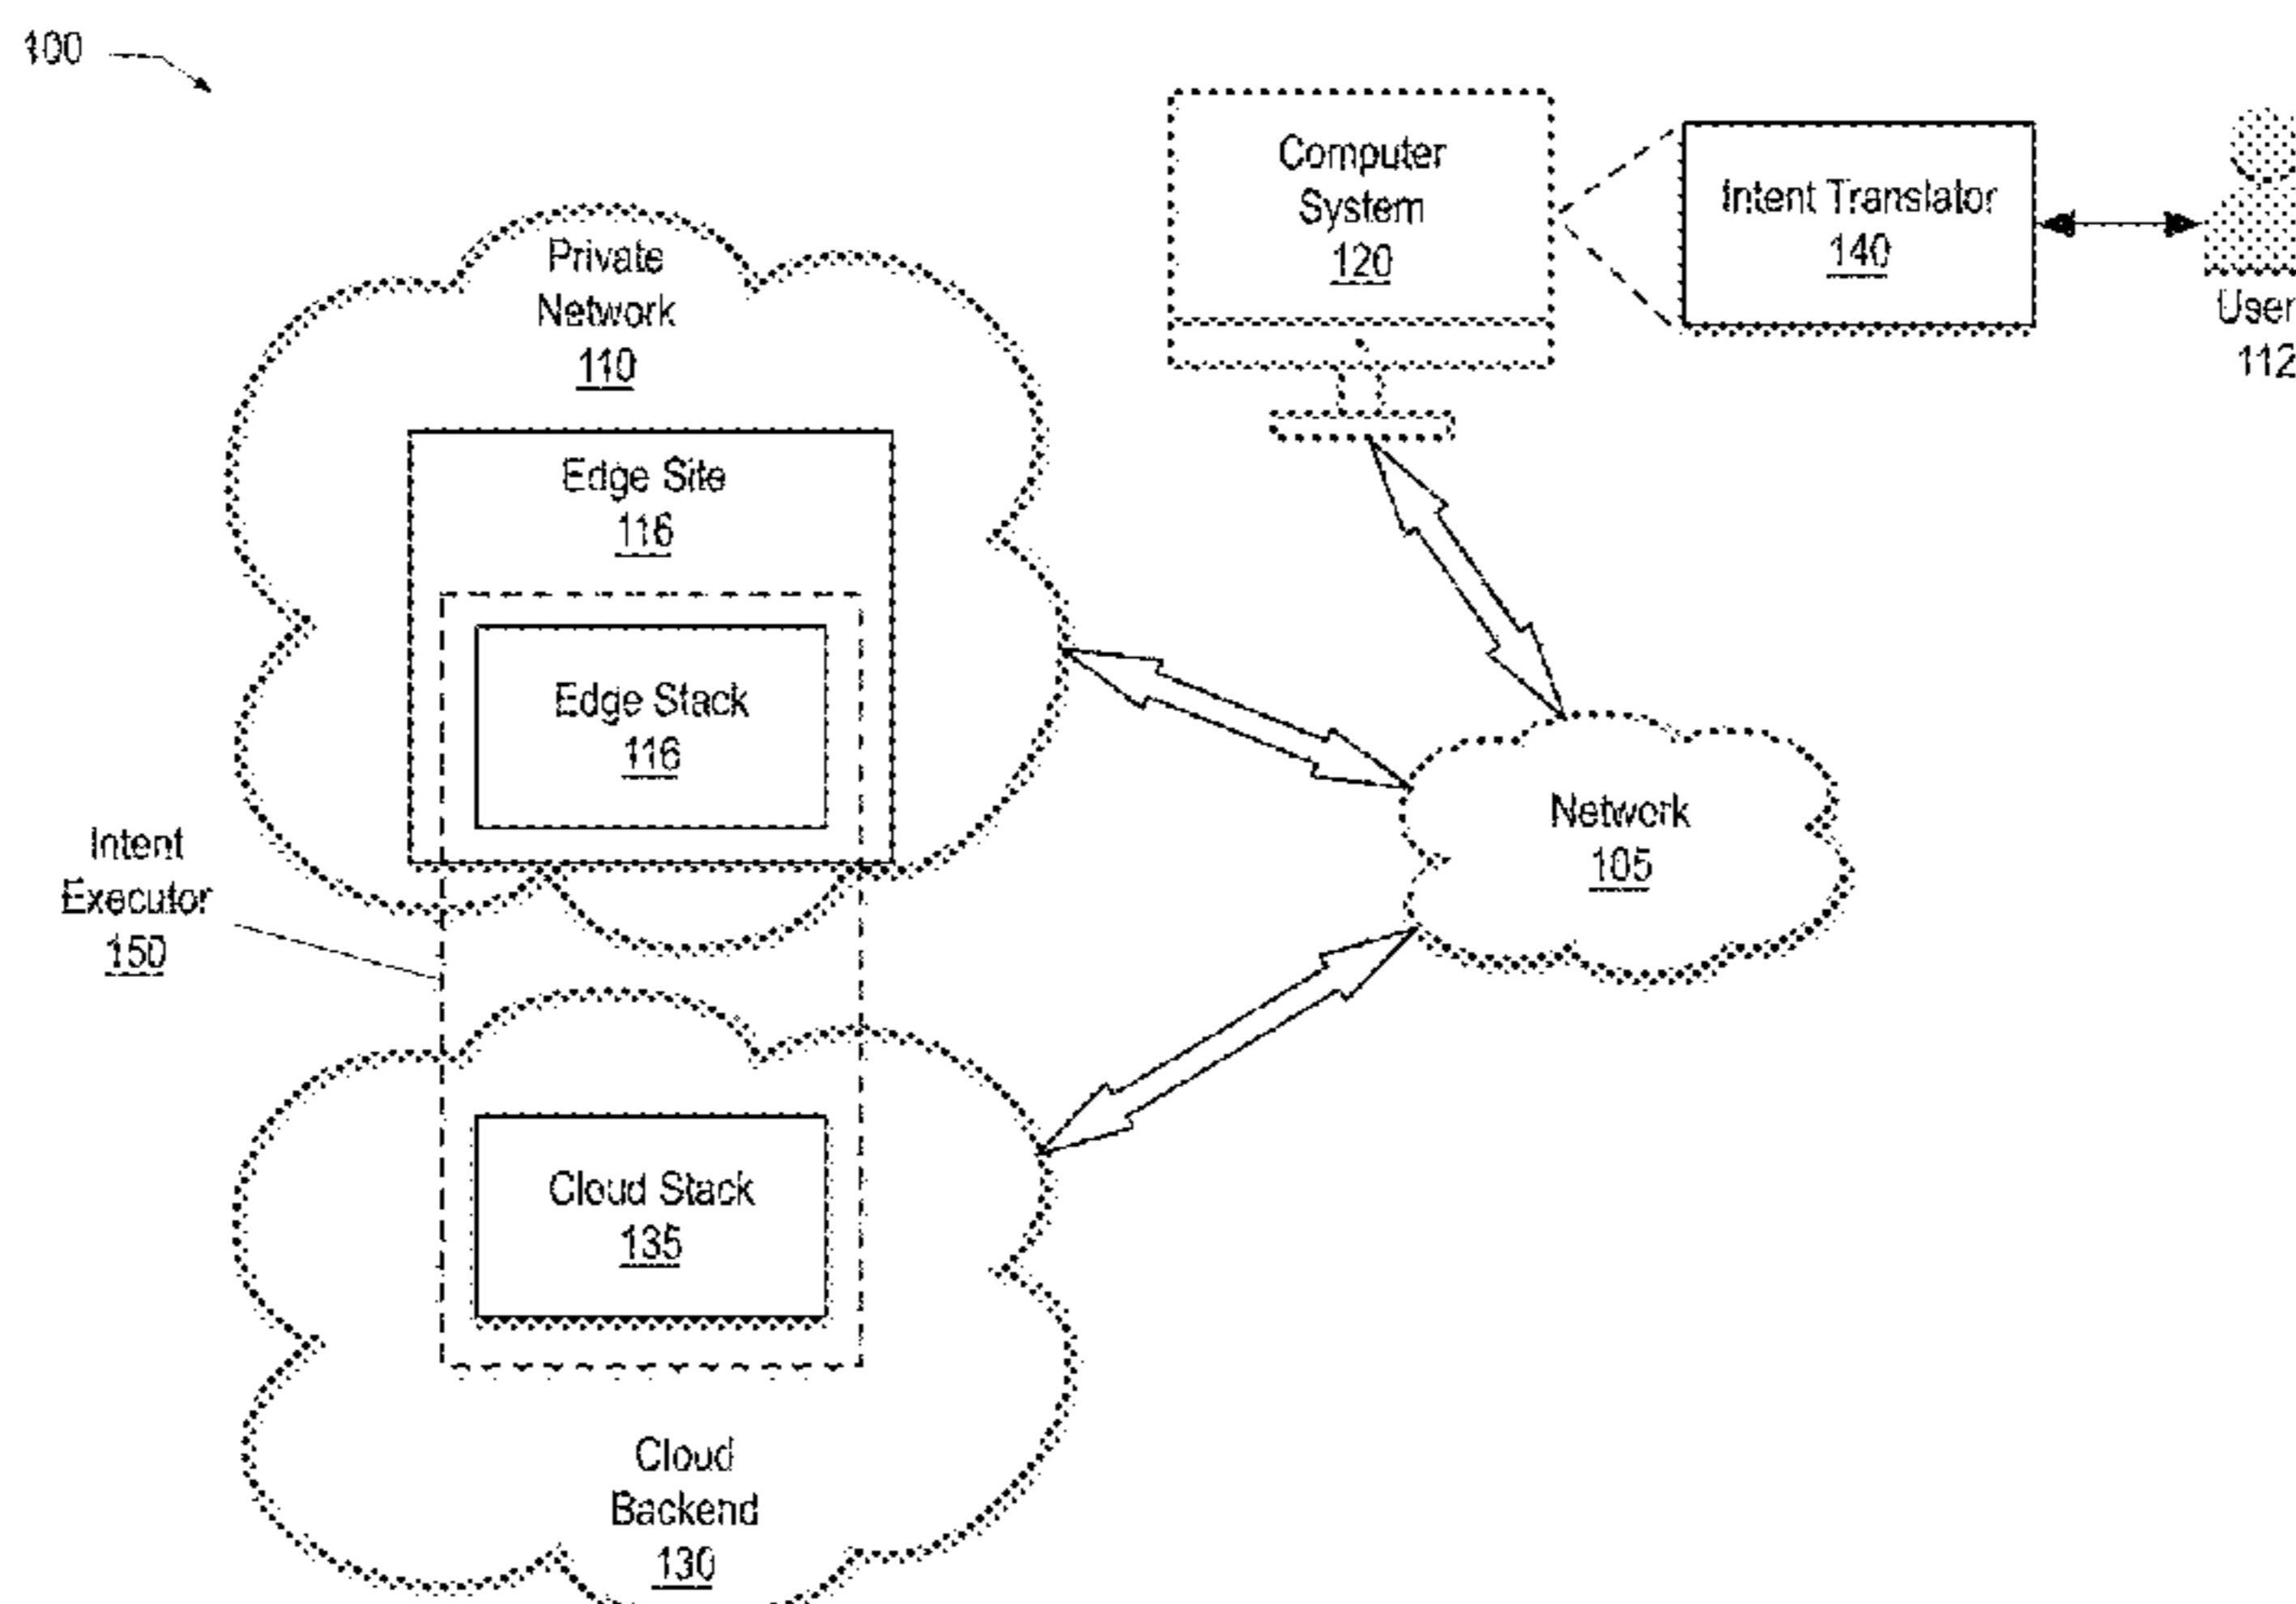 100
Computer
System
120
Intent Translator
140
User
112
Private
Network
110
Edge Site
116
Edge Stack
116
Intent
Executor
150
Network
105
Cloud Stack
135
Cloud
Backend
130